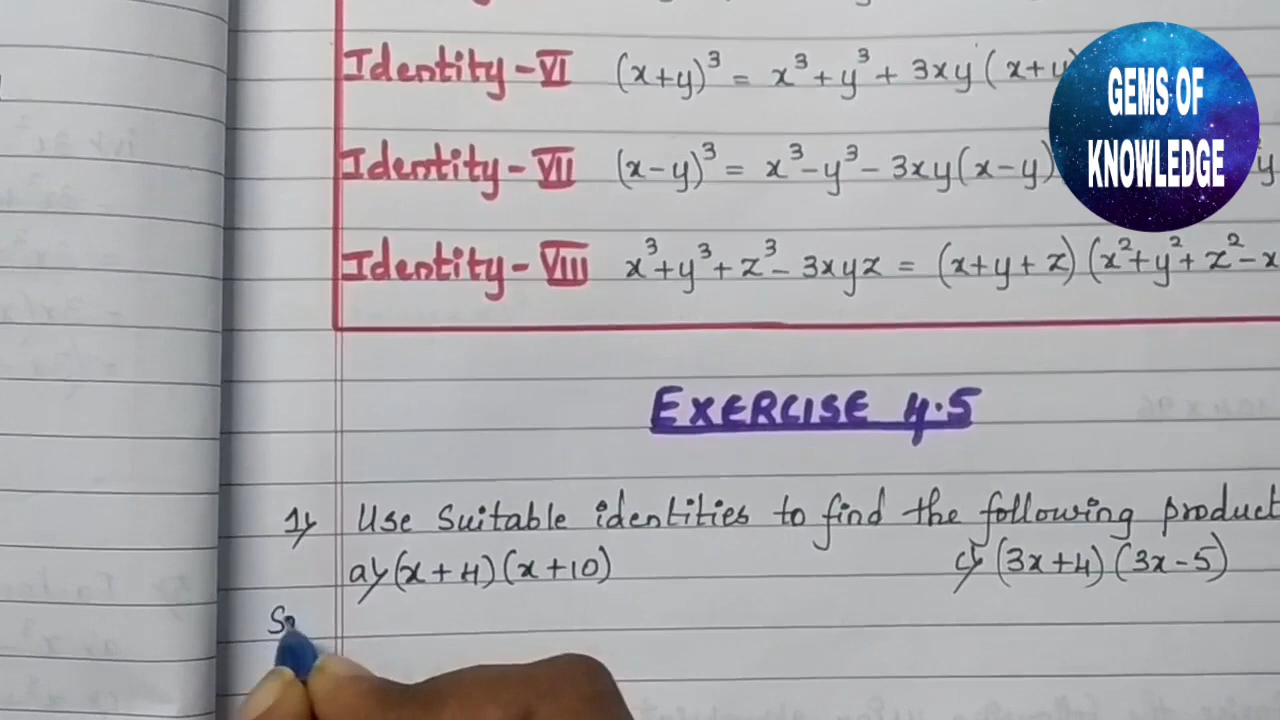 Identity - VI (x+y)³ = x³ + y³ + 3xy (x+y)
Identity - VII (x-y)³ = x³ - y³ - 3xy(x-y)
Identity - VIII x³+y³+z³- 3xyz = (x+y+z) (x²+y²+z²-x
GEMS OF
KNOWLEDGE
EXERCISE 4.5
1) Use suitable identities to find the following product
a) (x+4)(x+10) c) (3x+4)(3x-5)